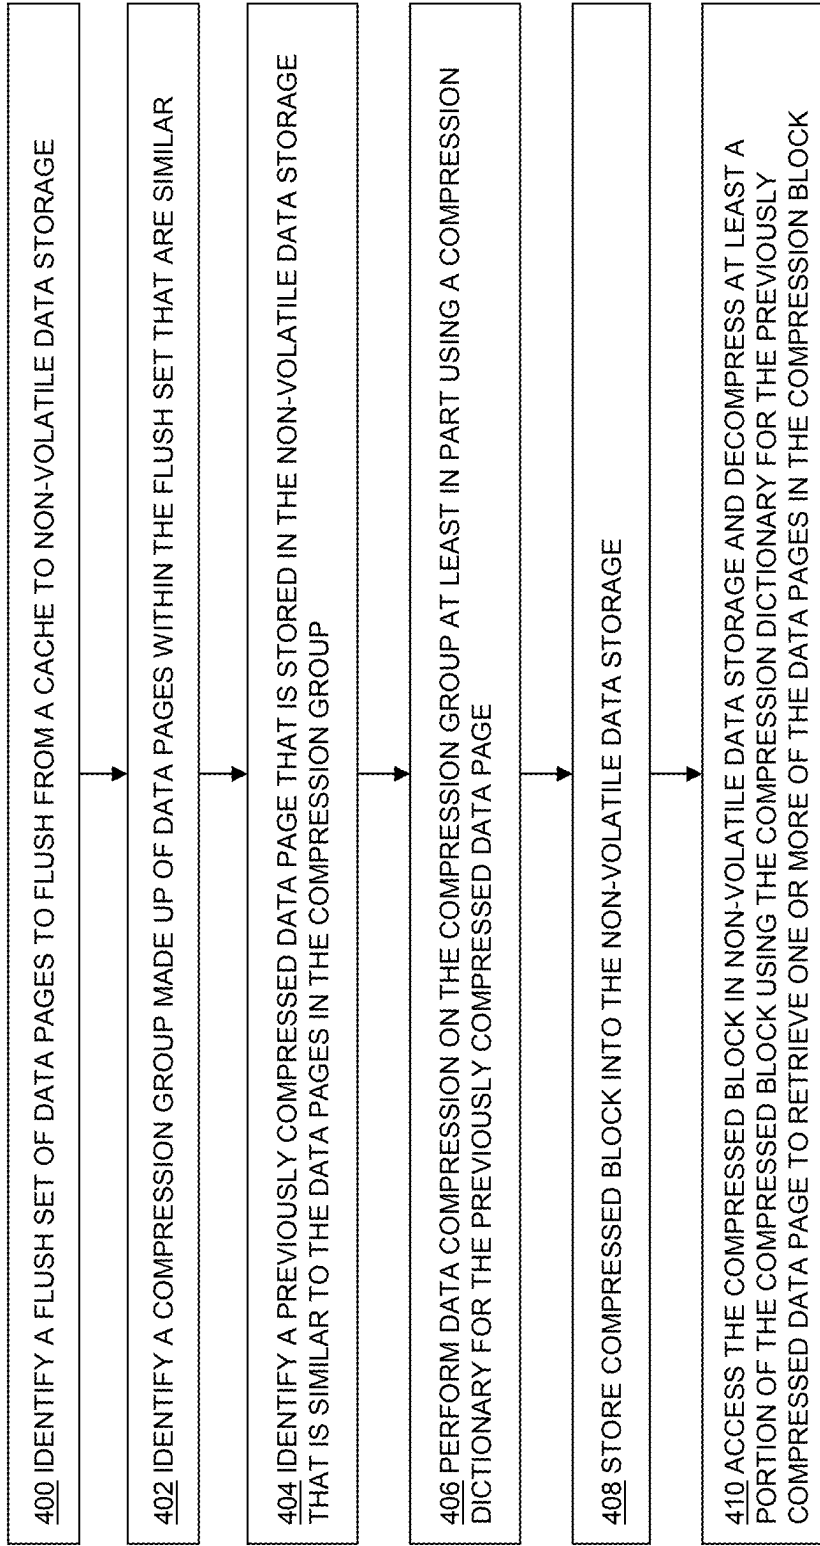 400 IDENTIFY A FLUSH SET OF DATA PAGES TO FLUSH FROM A CACHE TO NON-VOLATILE DATA STORAGE
402 IDENTIFY A COMPRESSION GROUP MADE UP OF DATA PAGES WITHIN THE FLUSH SET THAT ARE SIMILAR
404 IDENTIFY A PREVIOUSLY COMPRESSED DATA PAGE THAT IS STORED IN THE NON-VOLATILE DATA STORAGE
THAT IS SIMILAR TO THE DATA PAGES IN THE COMPRESSION GROUP
406 PERFORM DATA COMPRESSION ON THE COMPRESSION GROUP AT LEAST IN PART USING A COMPRESSION
DICTIONARY FOR THE PREVIOUSLY COMPRESSED DATA PAGE
408 STORE COMPRESSED BLOCK INTO THE NON-VOLATILE DATA STORAGE
410 ACCESS THE COMPRESSED BLOCK IN NON-VOLATILE DATA STORAGE AND DECOMPRESS AT LEAST A
PORTION OF THE COMPRESSED BLOCK USING THE COMPRESSION DICTIONARY FOR THE PREVIOUSLY
COMPRESSED DATA PAGE TO RETRIEVE ONE OR MORE OF THE DATA PAGES IN THE COMPRESSION BLOCK